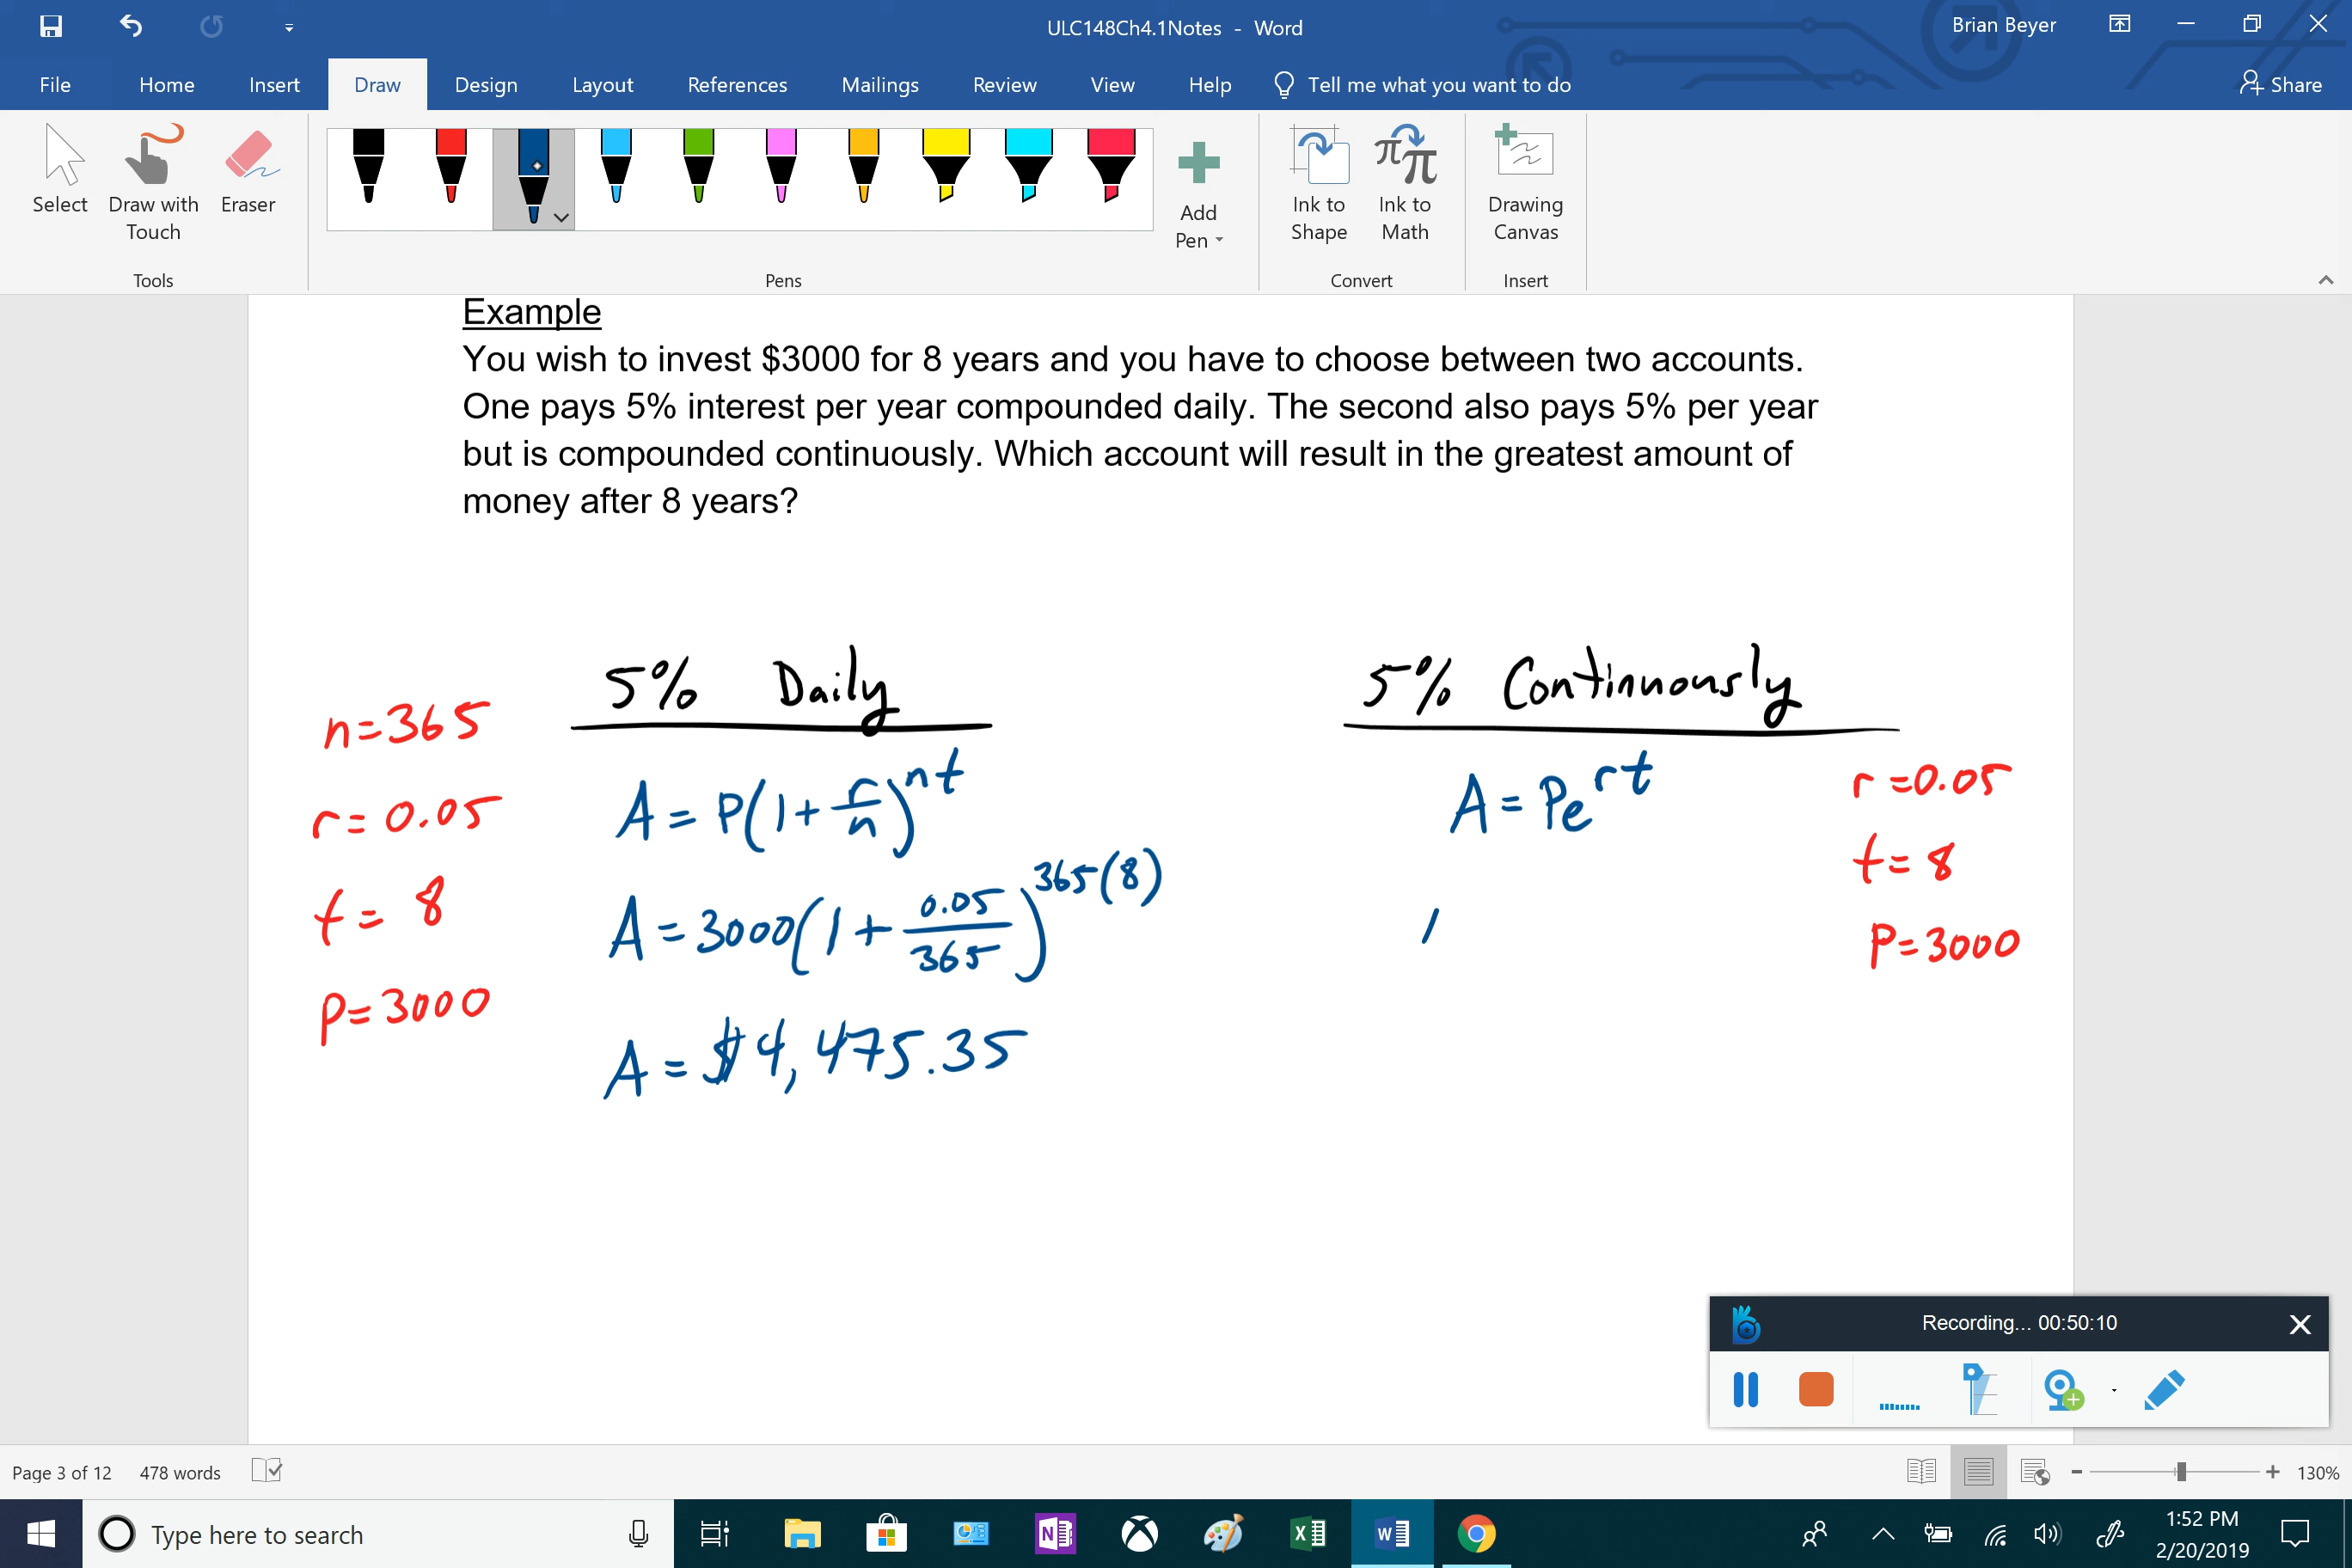 ULC148Ch4.1Notes - Word
Brian Beyer
File Home Insert Draw Design Layout References Mailings Review View Help Tell me what you want to do Share
Select Draw with Touch Eraser
Tools
Pens
Add Pen
Ink to Shape Ink to Math
Convert
Drawing Canvas
Insert
Example
You wish to invest $3000 for 8 years and you have to choose between two accounts.
One pays 5% interest per year compounded daily. The second also pays 5% per year
but is compounded continuously. Which account will result in the greatest amount of
money after 8 years?
5% Daily
n=365
r=0.05
t=8
P=3000
A=P(1+r/n)^nt
A=3000(1+0.05/365)^365(8)
A=$4,475.35
5% Continuously
A=Pe^rt
r=0.05
t=8
P=3000
Recording... 00:50:10
Page 3 of 12 478 words
130%
Type here to search
1:52 PM
2/20/2019